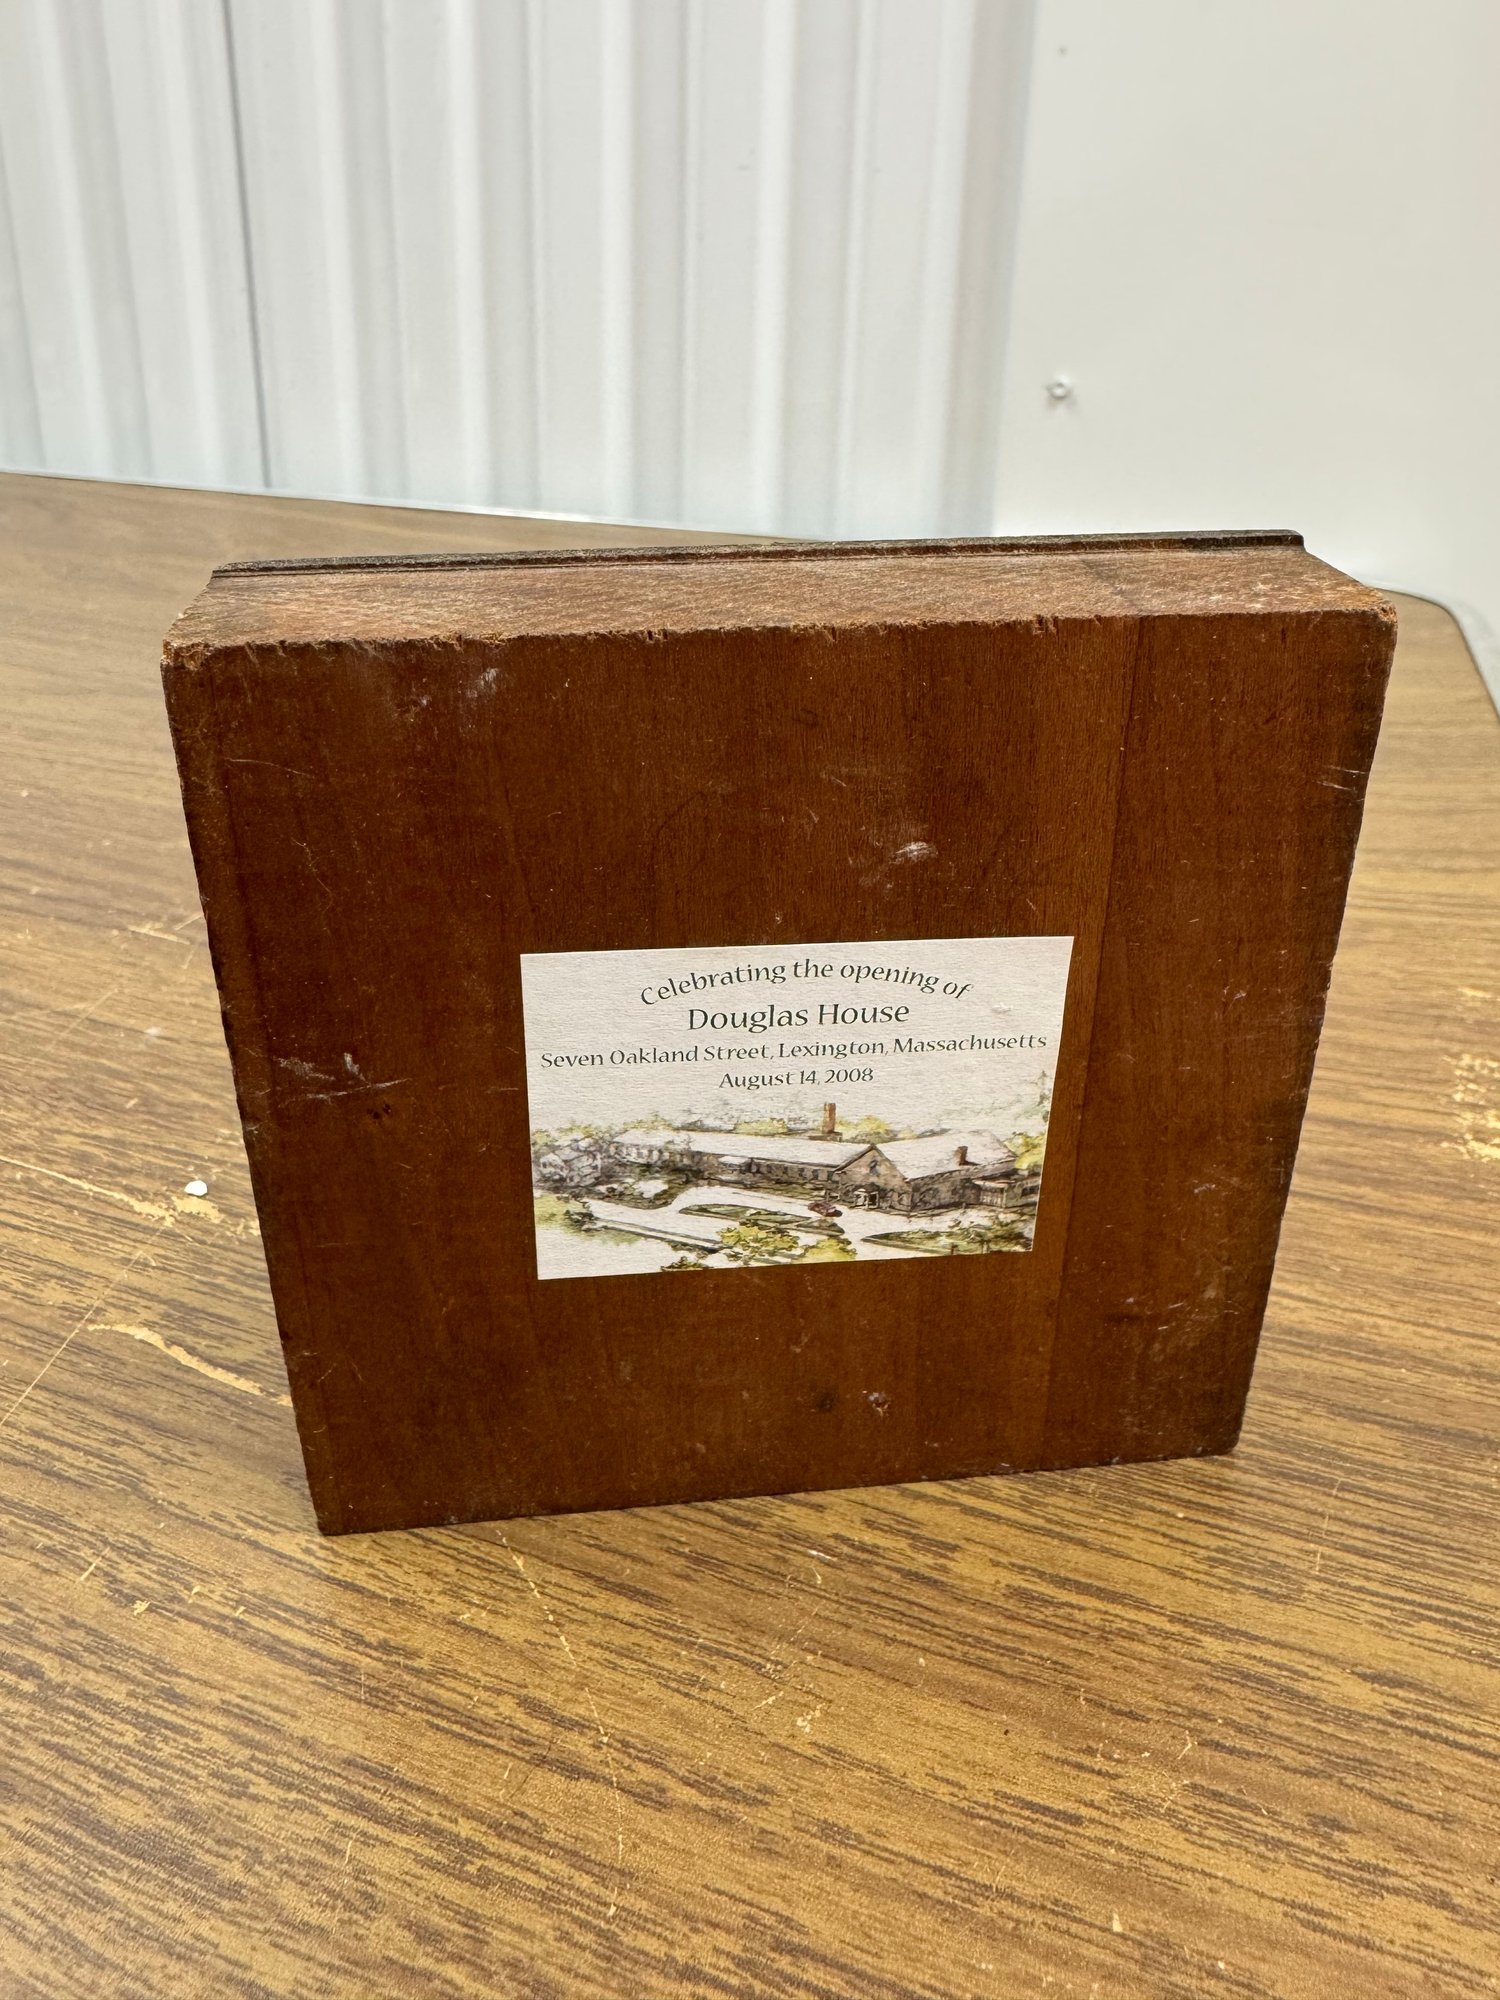 Celebrating the opening of
Douglas House
Seven Oakland Street, Lexington, Massachusetts
August 14, 2008